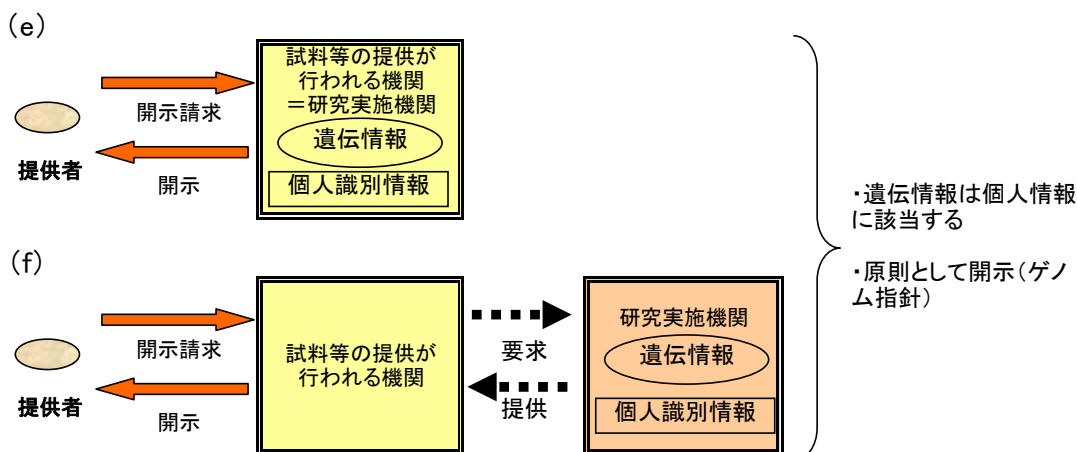 (e)
試料等の提供が
行われる機関
＝研究実施機関
遺伝情報
個人識別情報
開示請求
提供者
開示
・遺伝情報は個人情報
に該当する
・原則として開示（ゲノ
ム指針）
(f)
開示請求
提供者
開示
試料等の提供が
行われる機関
要求
提供
研究実施機関
遺伝情報
個人識別情報